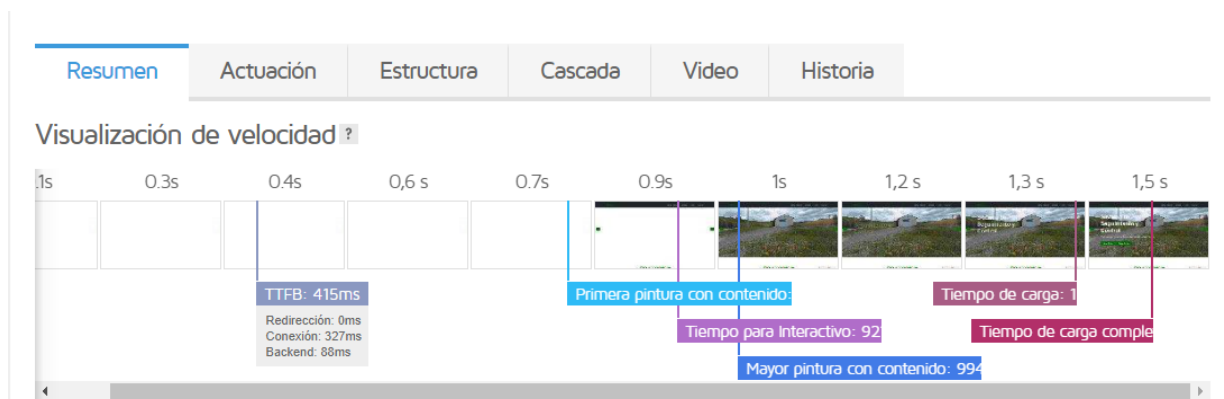 Resumen Actuación Estructura Cascada Video Historia
Visualización de velocidad ?
.1s 0.3s 0.4s 0,6 s 0.7s 0.9s 1s 1,2 s 1,3 s 1,5 s
TTFB: 415ms Primera pintura con contenido: Tiempo de carga: 1
Redirección: 0ms
Conexión: 327ms
Backend: 88ms
Tiempo para Interactivo: 92 Tiempo de carga comple
Mayor pintura con contenido: 994